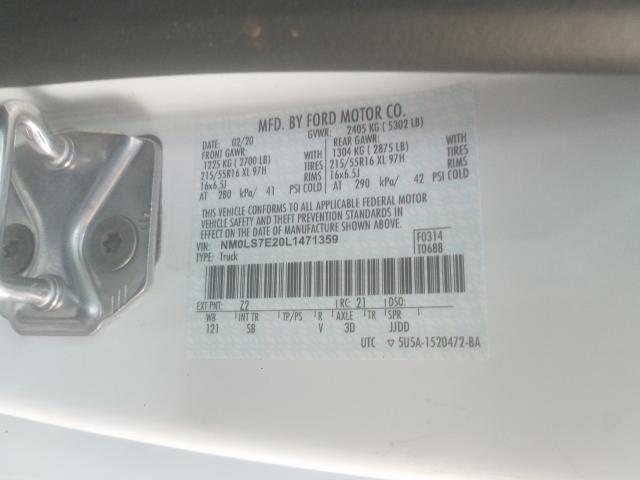 MFD. BY FORD MOTOR CO.
DATE: 02/20 GVWR: 2405 KG ( 5302 LB)
FRONT GAWR: REAR GAWR:
1225 KG ( 2700 LB) WITH 1304 KG ( 2875 LB) WITH
215/55R16 XL 97H TIRES 215/55R16 XL 97H TIRES
16x6.5J RIMS 16x6.5J RIMS
AT 280 kPa/ 41 PSI COLD AT 290 kPa/ 42 PSI COLD
THIS VEHICLE CONFORMS TO ALL APPLICABLE FEDERAL MOTOR
VEHICLE SAFETY AND THEFT PREVENTION STANDARDS IN
EFFECT ON THE DATE OF MANUFACTURE SHOWN ABOVE.
VIN: NM0LS7E20L1471359 F0314
TYPE: Truck T0688
EXT PNT: Z2 RC: 21 DSO:
WB INT TR TP/PS R AXLE TR SPR
121 SB V 3D JJDD
UTC ▽ 5U5A-1520472-BA